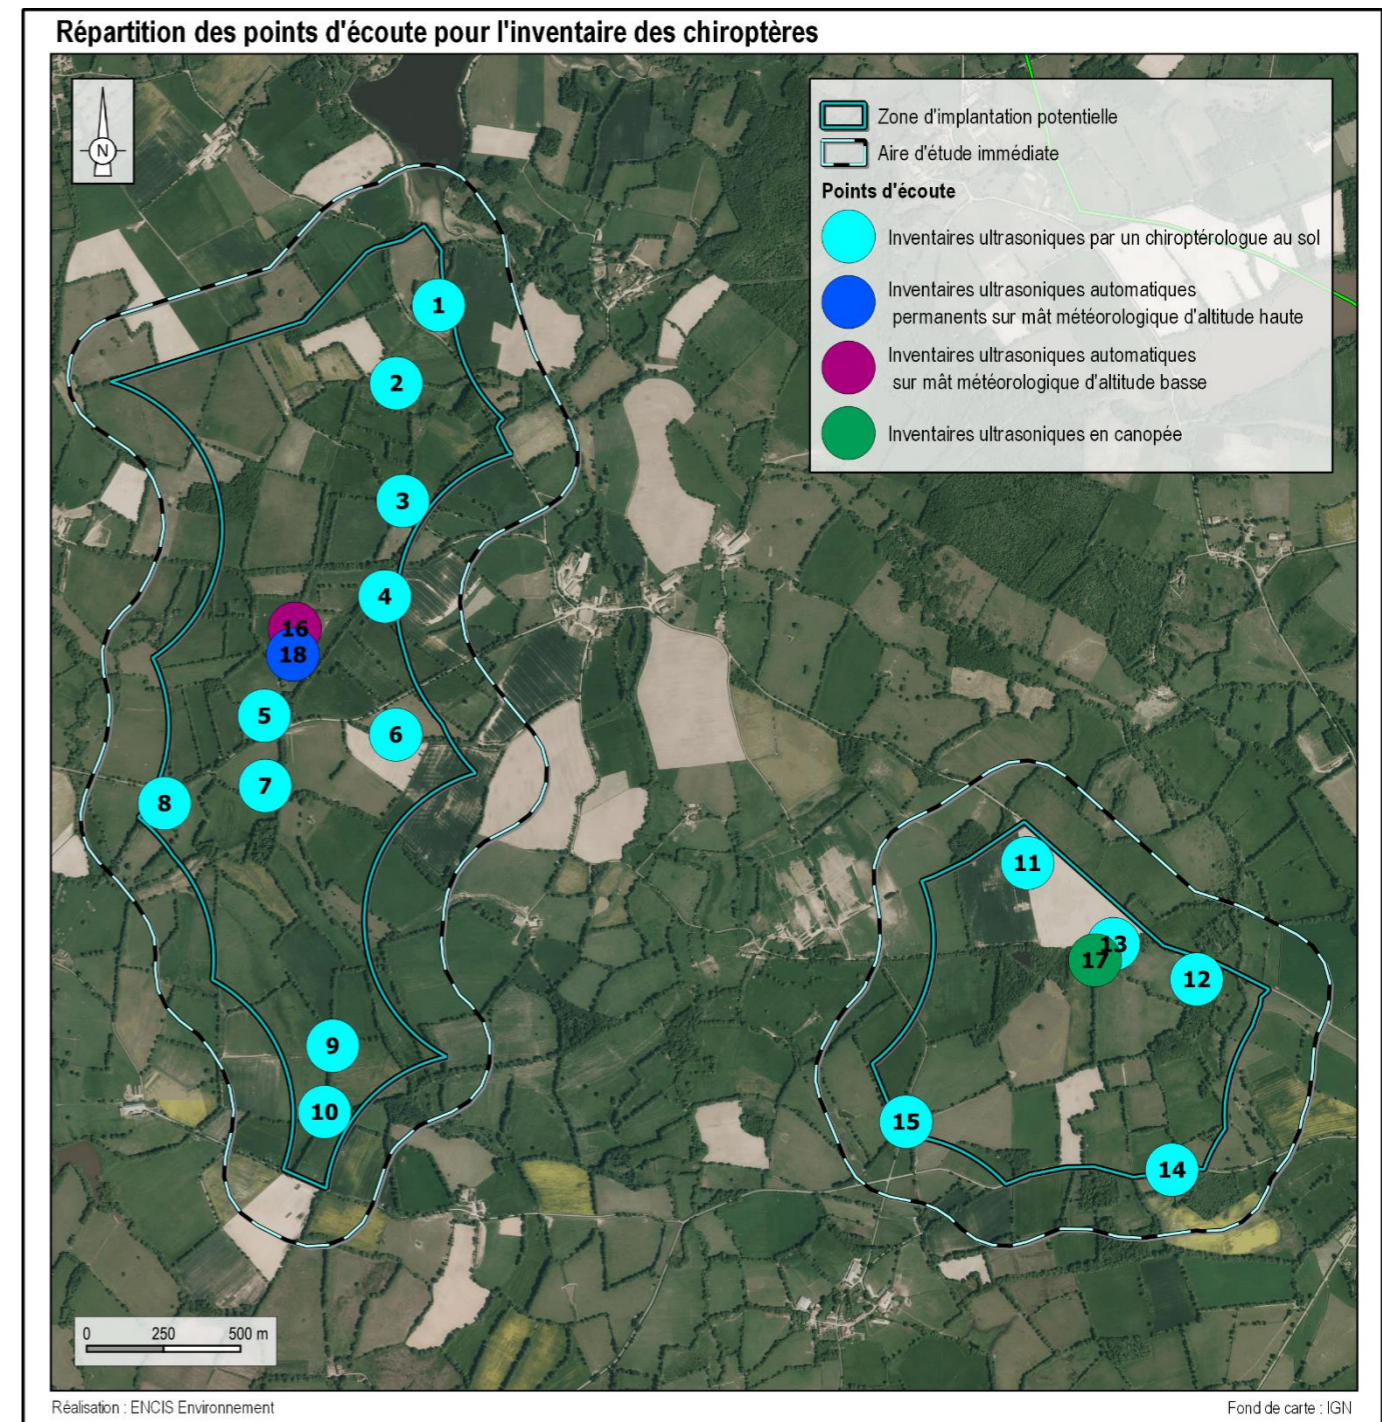 Répartition des points d'écoute pour l'inventaire des chiroptères
N
Zone d'implantation potentielle
Aire d'étude immédiate
Points d'écoute
Inventaires ultrasoniques par un chiroptérologue au sol
Inventaires ultrasoniques automatiques
permanents sur mât météorologique d'altitude haute
Inventaires ultrasoniques automatiques
sur mât météorologique d'altitude basse
Inventaires ultrasoniques en canopée
1
2
3
4
16
18
5
6
7
8
9
10
11
13
17
12
15
14
0 250 500 m
Réalisation : ENCIS Environnement
Fond de carte : IGN